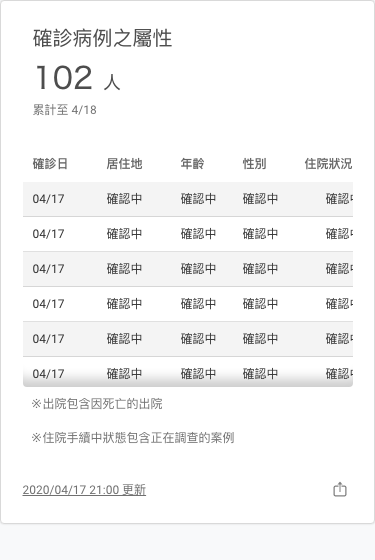 確診病例之屬性
102 人
累計至 4/18
確診日 居住地 年齡 性別 住院狀況
04/17 確認中 確認中 確認中 確認
04/17 確認中 確認中 確認中 確認
04/17 確認中 確認中 確認中 確認
04/17 確認中 確認中 確認中 確認
04/17 確認中 確認中 確認中 確認
04/17 確認中 確認中 確認中 確認
※出院包含因死亡的出院
※住院手續中狀態包含正在調查的案例
2020/04/17 21:00 更新